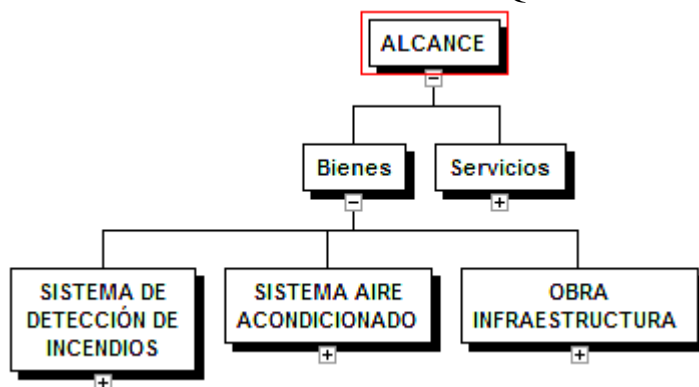 ALCANCE
Bienes
Servicios
SISTEMA DE
DETECCIÓN DE
INCENDIOS
SISTEMA AIRE
ACONDICIONADO
OBRA
INFRAESTRUCTURA